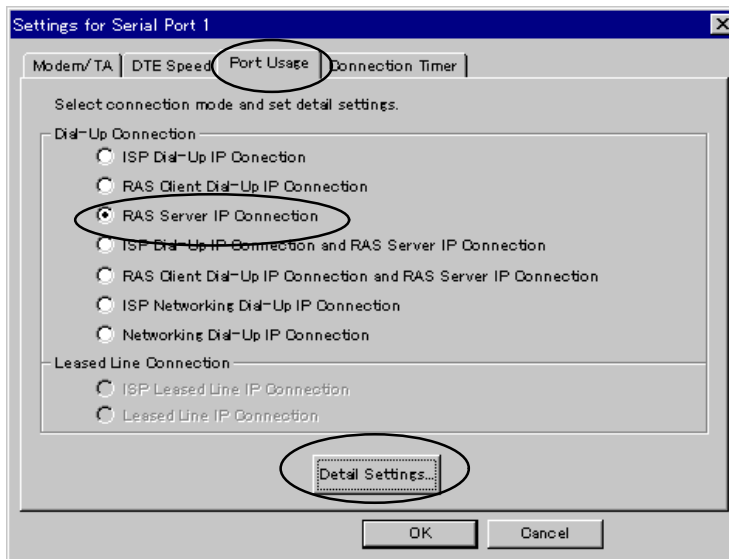 Settings for Serial Port 1
Modem/TA DTE Speed Port Usage Connection Timer
Select connection mode and set detail settings.
Dial-Up Connection
ISP Dial-Up IP Conection
RAS Client Dial-Up IP Connection
RAS Server IP Connection
ISP Dial-Up IP Connection and RAS Server IP Connection
RAS Client Dial-Up IP Connection and RAS Server IP Connection
ISP Networking Dial-Up IP Connection
Networking Dial-Up IP Connection
Leased Line Connection
ISP Leased Line IP Connection
Leased Line IP Connection
Detail Settings...
OK Cancel